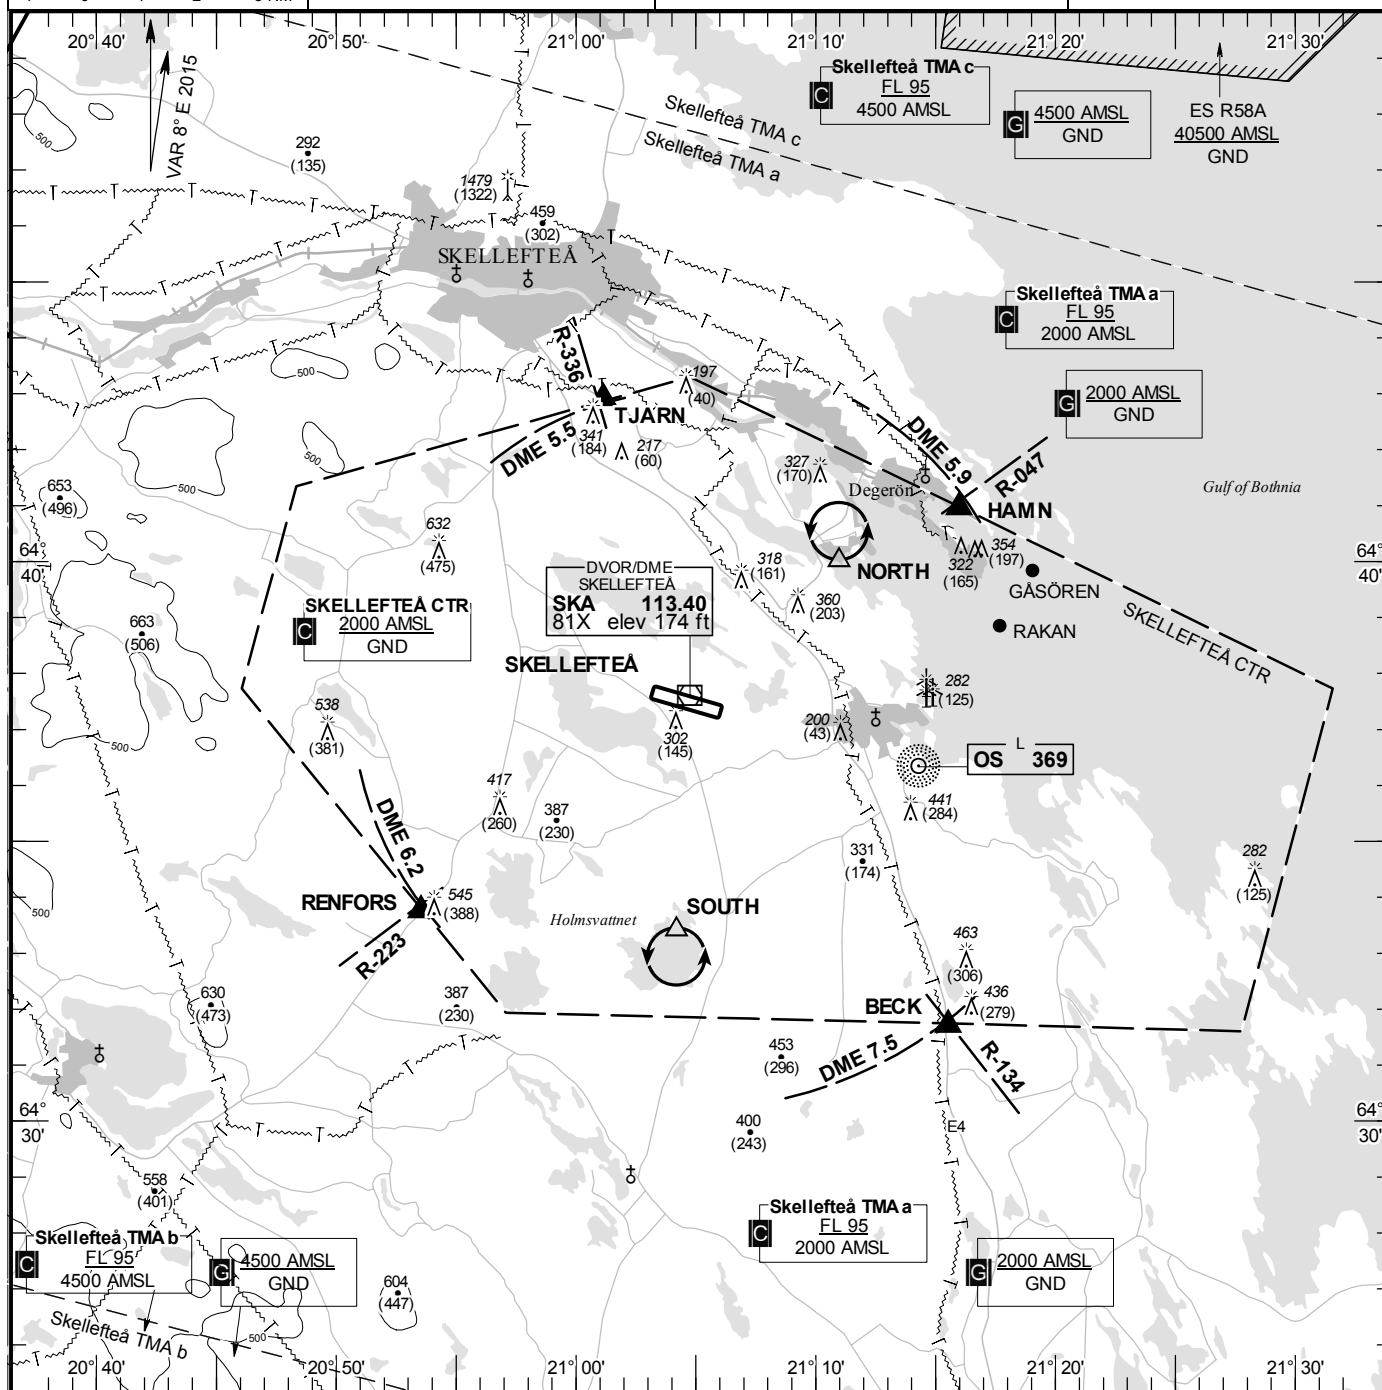 20°40'
20°50'
21°00'
21°10'
21°20'
21°30'
VAR 8° E 2015
500
292
(135)
1479
(1322)
459
(302)
SKELLEFTEÅ
Skellefteå TMA c
Skellefteå TMA a
Skellefteå TMA c
C
FL 95
4500 AMSL
G
4500 AMSL
GND
ES R58A
40500 AMSL
GND
Skellefteå TMA a
C
FL 95
2000 AMSL
G
2000 AMSL
GND
R-336
TJARN
DME 5.5
341
(184)
217
(60)
197
(40)
500
500
327
(170)
Degerön
DME 5.9
R-047
HAMN
Gulf of Bothnia
653
(496)
632
(475)
64°
40'
64°
40'
NORTH
318
(161)
360
(203)
322
(165)
354
(197)
GÅSÖREN
RAKAN
SKELLEFTEÅ CTR
DVOR/DME
SKELLEFTEÅ
SKA 113.40
81X elev 174 ft
SKELLEFTEÅ
SKELLEFTEÅ CTR
C
2000 AMSL
GND
663
(506)
500
538
(381)
302
(145)
200
(43)
282
(125)
L
OS 369
441
(284)
417
(260)
387
(230)
331
(174)
282
(125)
DME 6.2
RENFORS
545
(388)
R-223
500
Holmsvattnet
SOUTH
463
(306)
436
(279)
BECK
DME 7.5
R-134
630
(473)
387
(230)
453
(296)
400
(243)
64°
30'
64°
30'
E4
558
(401)
Skellefteå TMA b
C
FL 95
4500 AMSL
G
4500 AMSL
GND
Skellefteå TMA b
500
604
(447)
Skellefteå TMA a
C
FL 95
2000 AMSL
G
2000 AMSL
GND
20°40'
20°50'
21°00'
21°10'
21°20'
21°30'